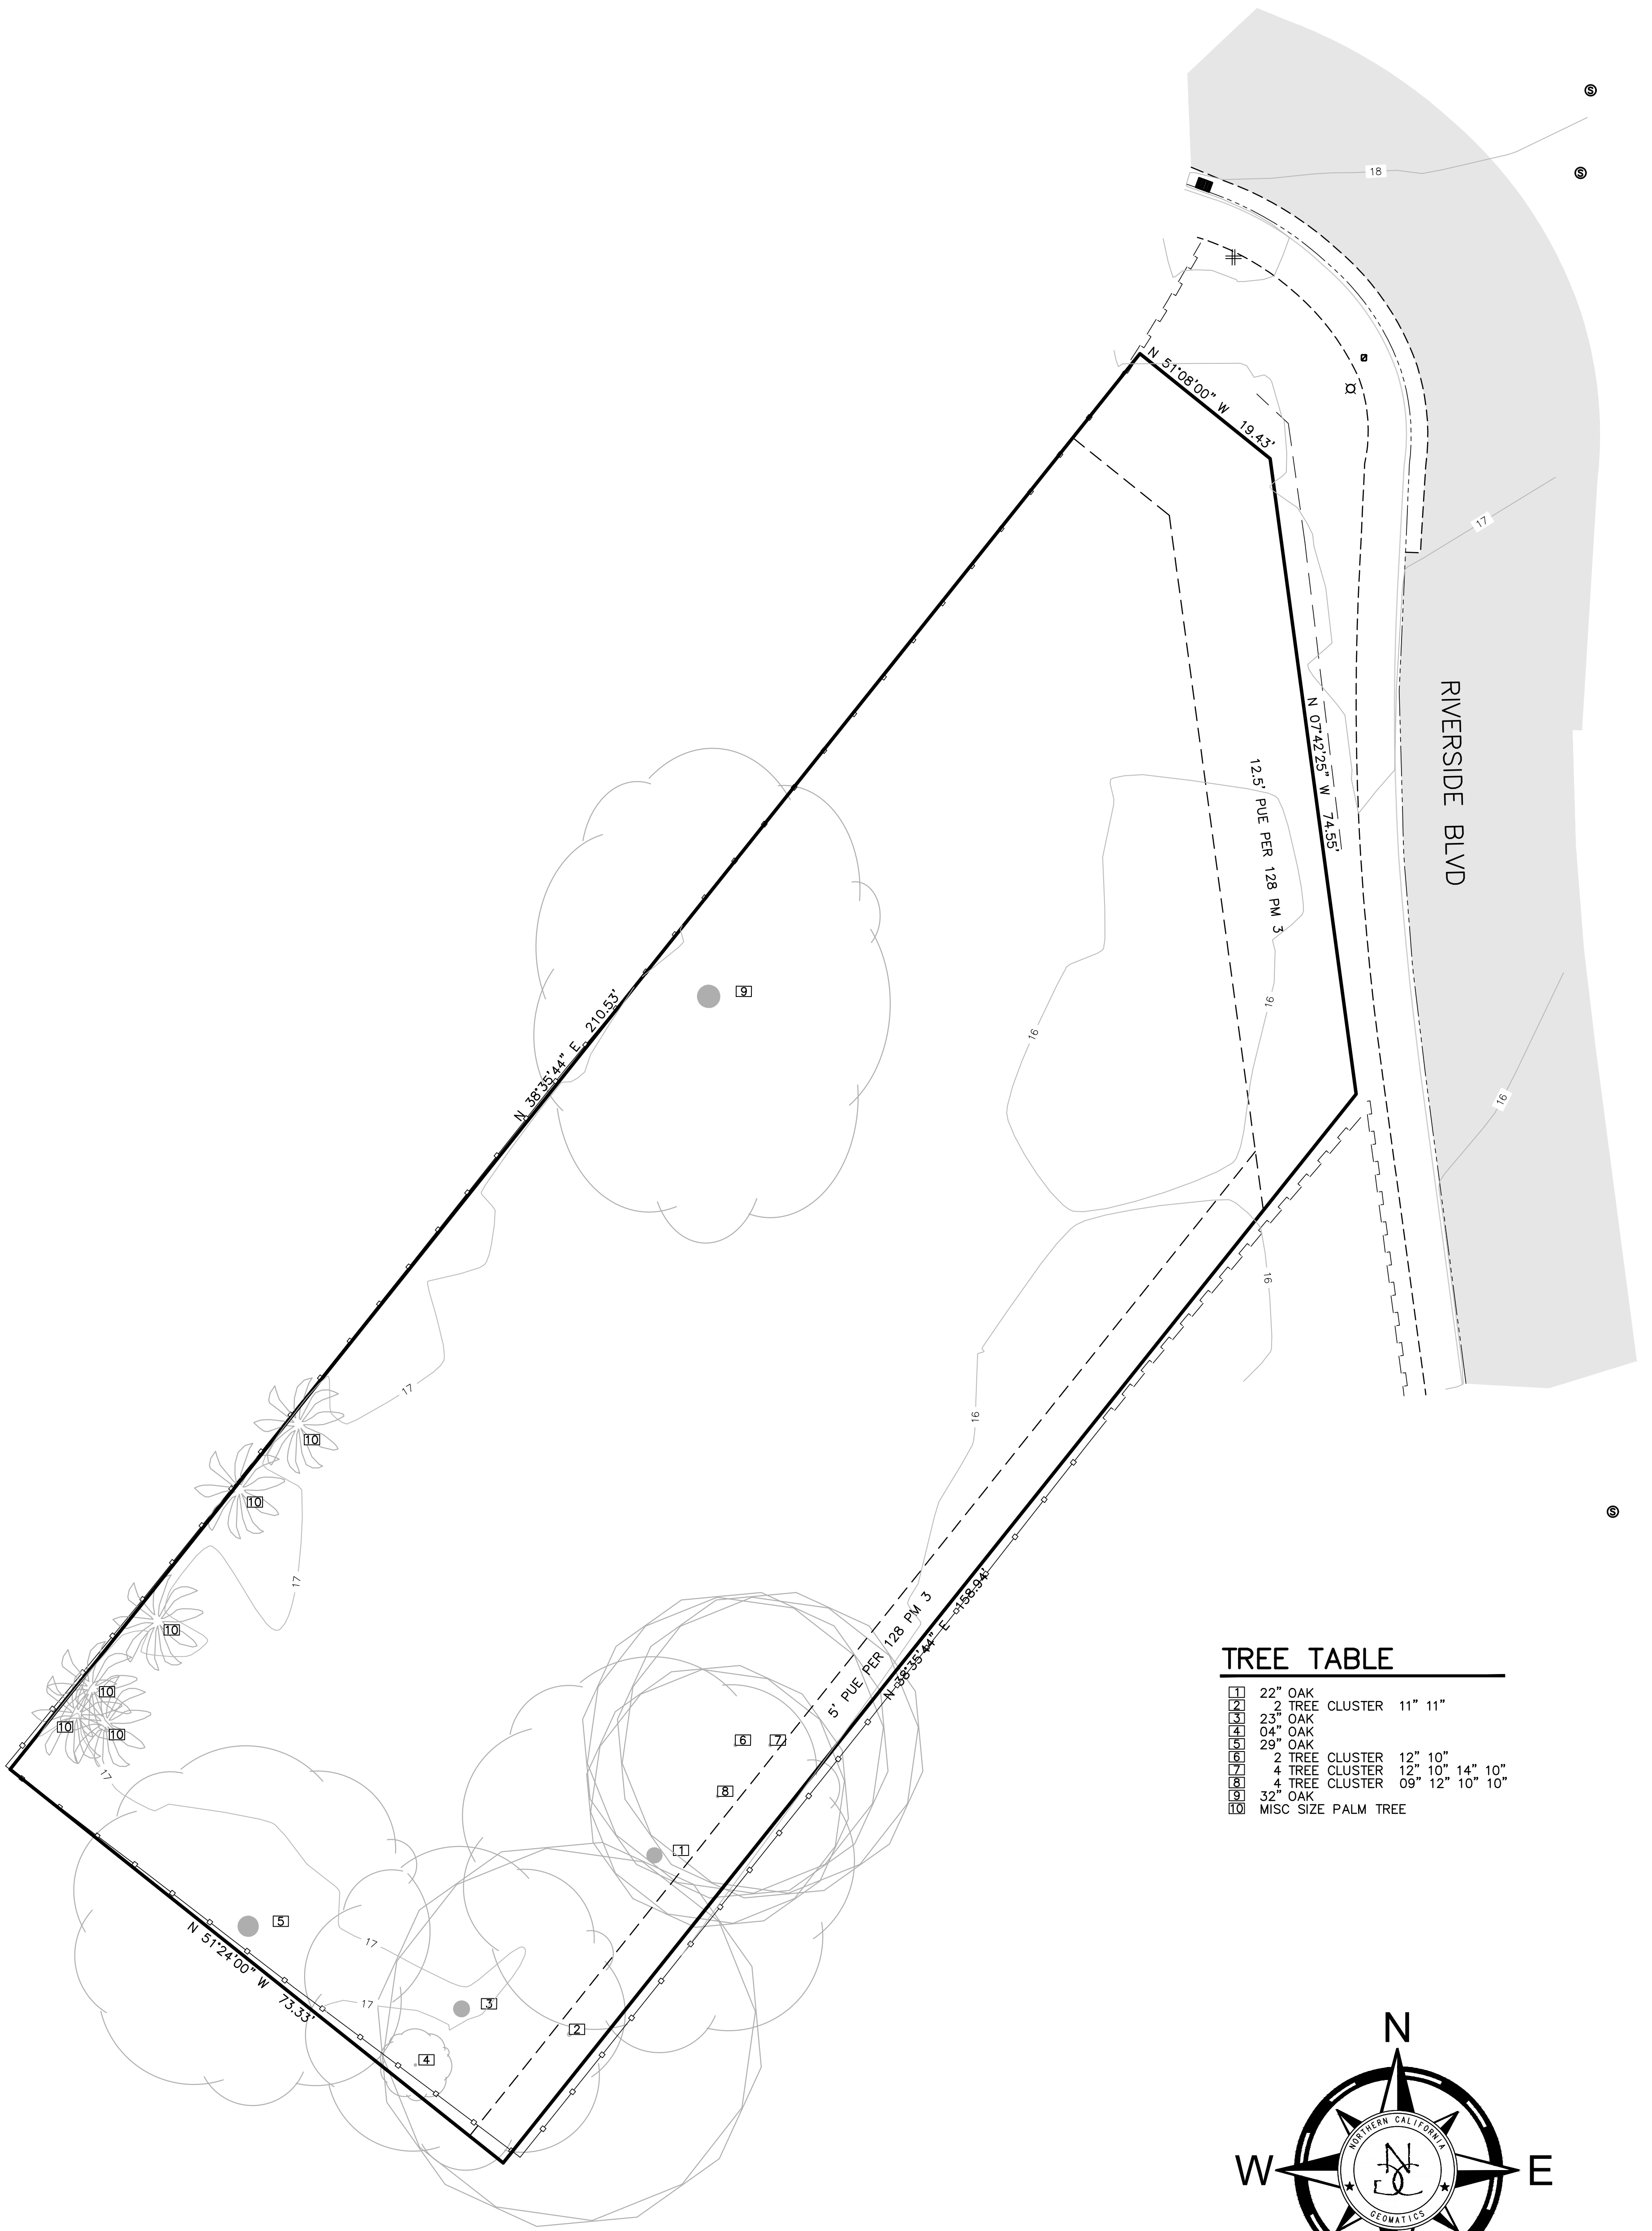 S
S
18
N 51°08'00" W 19.43'
17
RIVERSIDE BLVD
N 07°42'25" W 74.55'
12.5' PUE PER 128 PM 3
9
N 38°35'44" E 210.53'
16
16
16
16
16
17
10
10
17
10
S
5' PUE PER 128 PM 3
N 38°35'44" E 158.94'
10
10
10
6
7
8
17
1
5
17
N 51°24'00" W 73.33'
17
3
2
4
TREE TABLE
1 22" OAK
2 2 TREE CLUSTER 11" 11"
3 23" OAK
4 04" OAK
5 29" OAK
6 2 TREE CLUSTER 12" 10"
7 4 TREE CLUSTER 12" 10" 14" 10"
8 4 TREE CLUSTER 09" 12" 10" 10"
9 32" OAK
10 MISC SIZE PALM TREE
N
W
E
NORTHERN CALIFORNIA
GEOMATICS